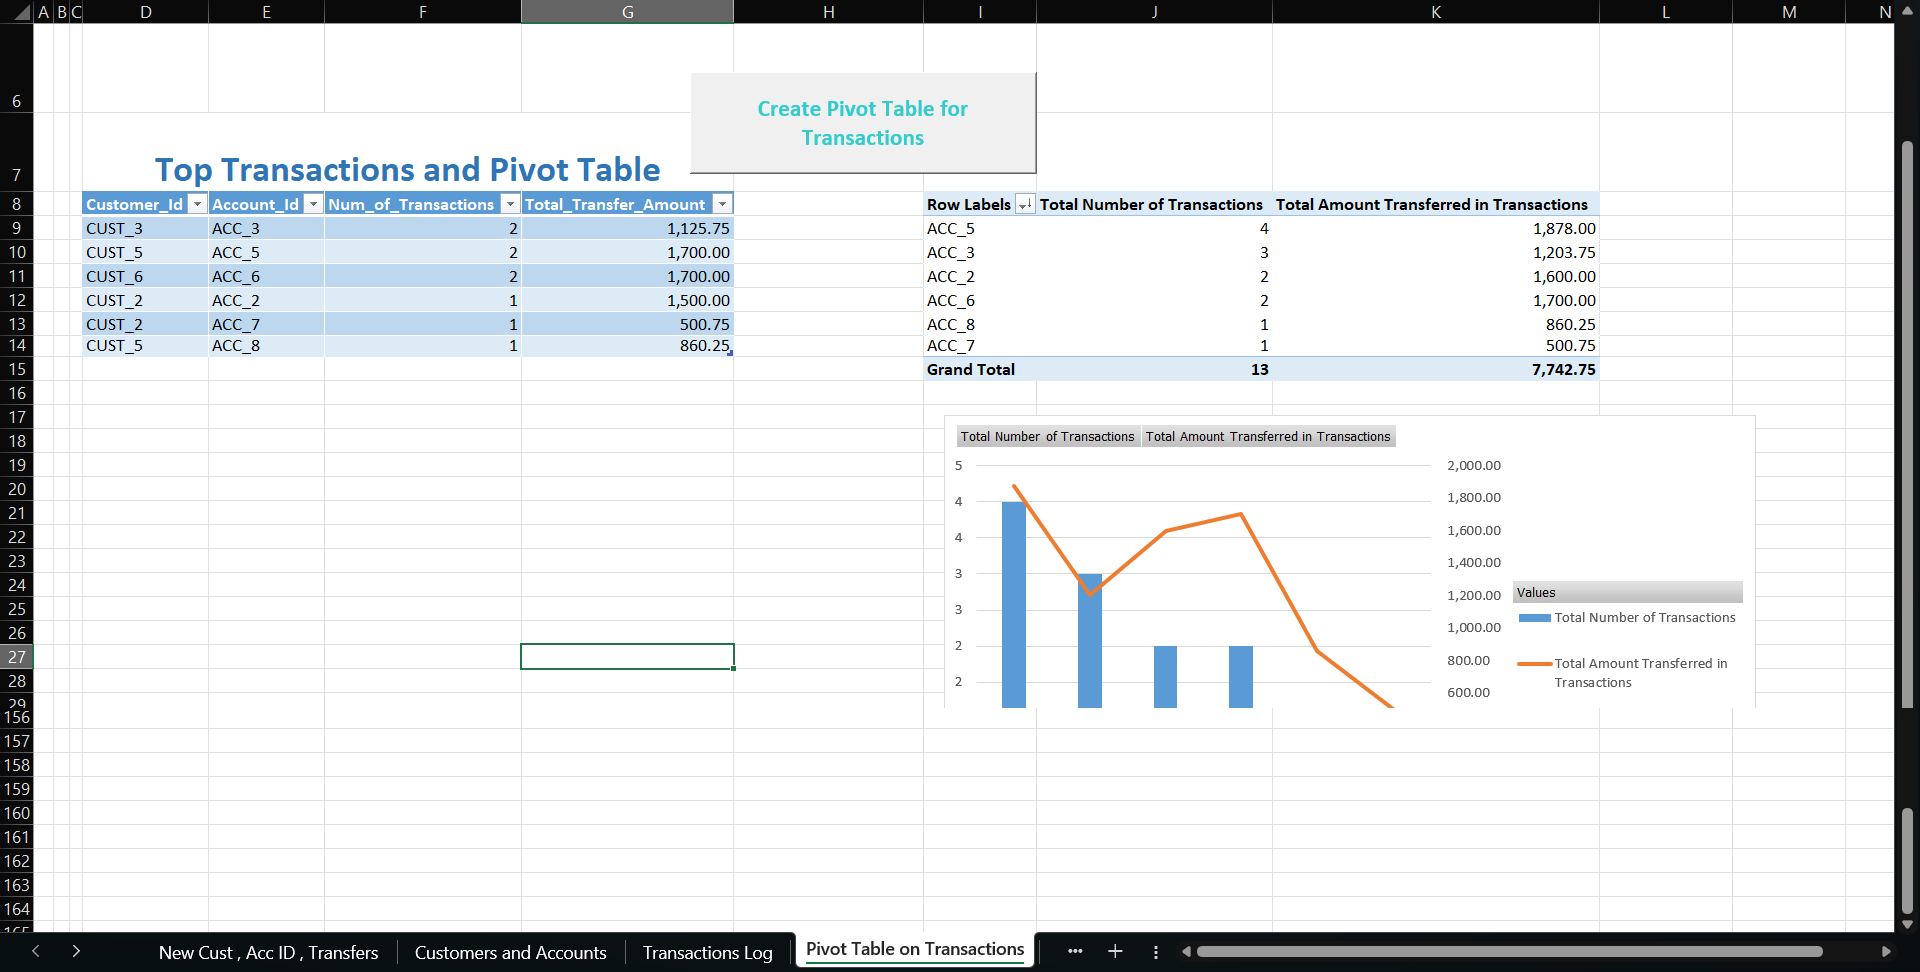 A B C D E F G H I J K L M N
6
Create Pivot Table for
Transactions
7 Top Transactions and Pivot Table
8 Customer_Id Account_Id Num_of_Transactions Total_Transfer_Amount Row Labels Total Number of Transactions Total Amount Transferred in Transactions
9 CUST_3 ACC_3 2 1,125.75 ACC_5 4 1,878.00
10 CUST_5 ACC_5 2 1,700.00 ACC_3 3 1,203.75
11 CUST_6 ACC_6 2 1,700.00 ACC_2 2 1,600.00
12 CUST_2 ACC_2 1 1,500.00 ACC_6 2 1,700.00
13 CUST_2 ACC_7 1 500.75 ACC_8 1 860.25
14 CUST_5 ACC_8 1 860.25 ACC_7 1 500.75
15 Grand Total 13 7,742.75
16
17
18 Total Number of Transactions Total Amount Transferred in Transactions
19 5 2,000.00
20 1,800.00
21 4
22 4 1,600.00
23 1,400.00
24 3
25 3 1,200.00 Values
26 1,000.00 Total Number of Transactions
27 2 800.00 Total Amount Transferred in
28 2 600.00 Transactions
29
156
157
158
159
160
161
162
163
164
165
New Cust , Acc ID , Transfers Customers and Accounts Transactions Log Pivot Table on Transactions ... +